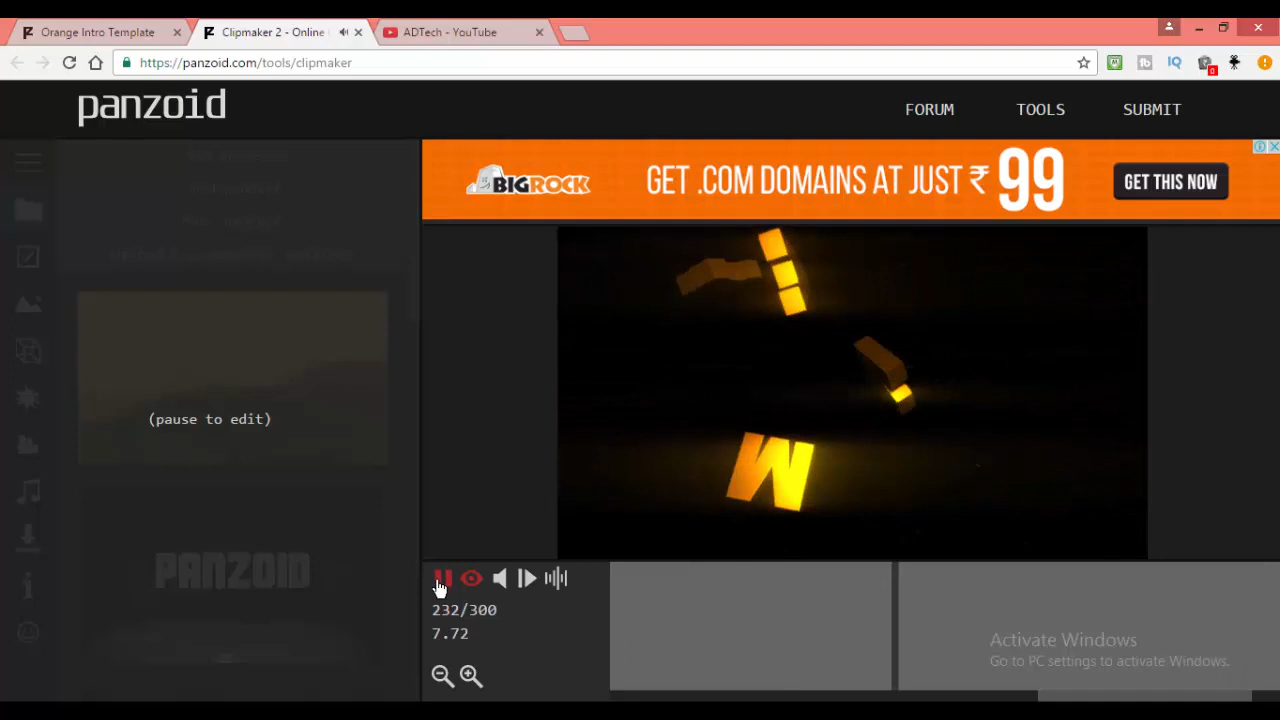 Orange Intro Template
Clipmaker 2 - Online
ADTech - YouTube
https://panzoid.com/tools/clipmaker
panzoid
FORUM
TOOLS
SUBMIT
BIGROCK
GET .COM DOMAINS AT JUST ₹ 99
GET THIS NOW
(pause to edit)
PANZOID
M
232/300
7.72
Activate Windows
Go to PC settings to activate Windows.